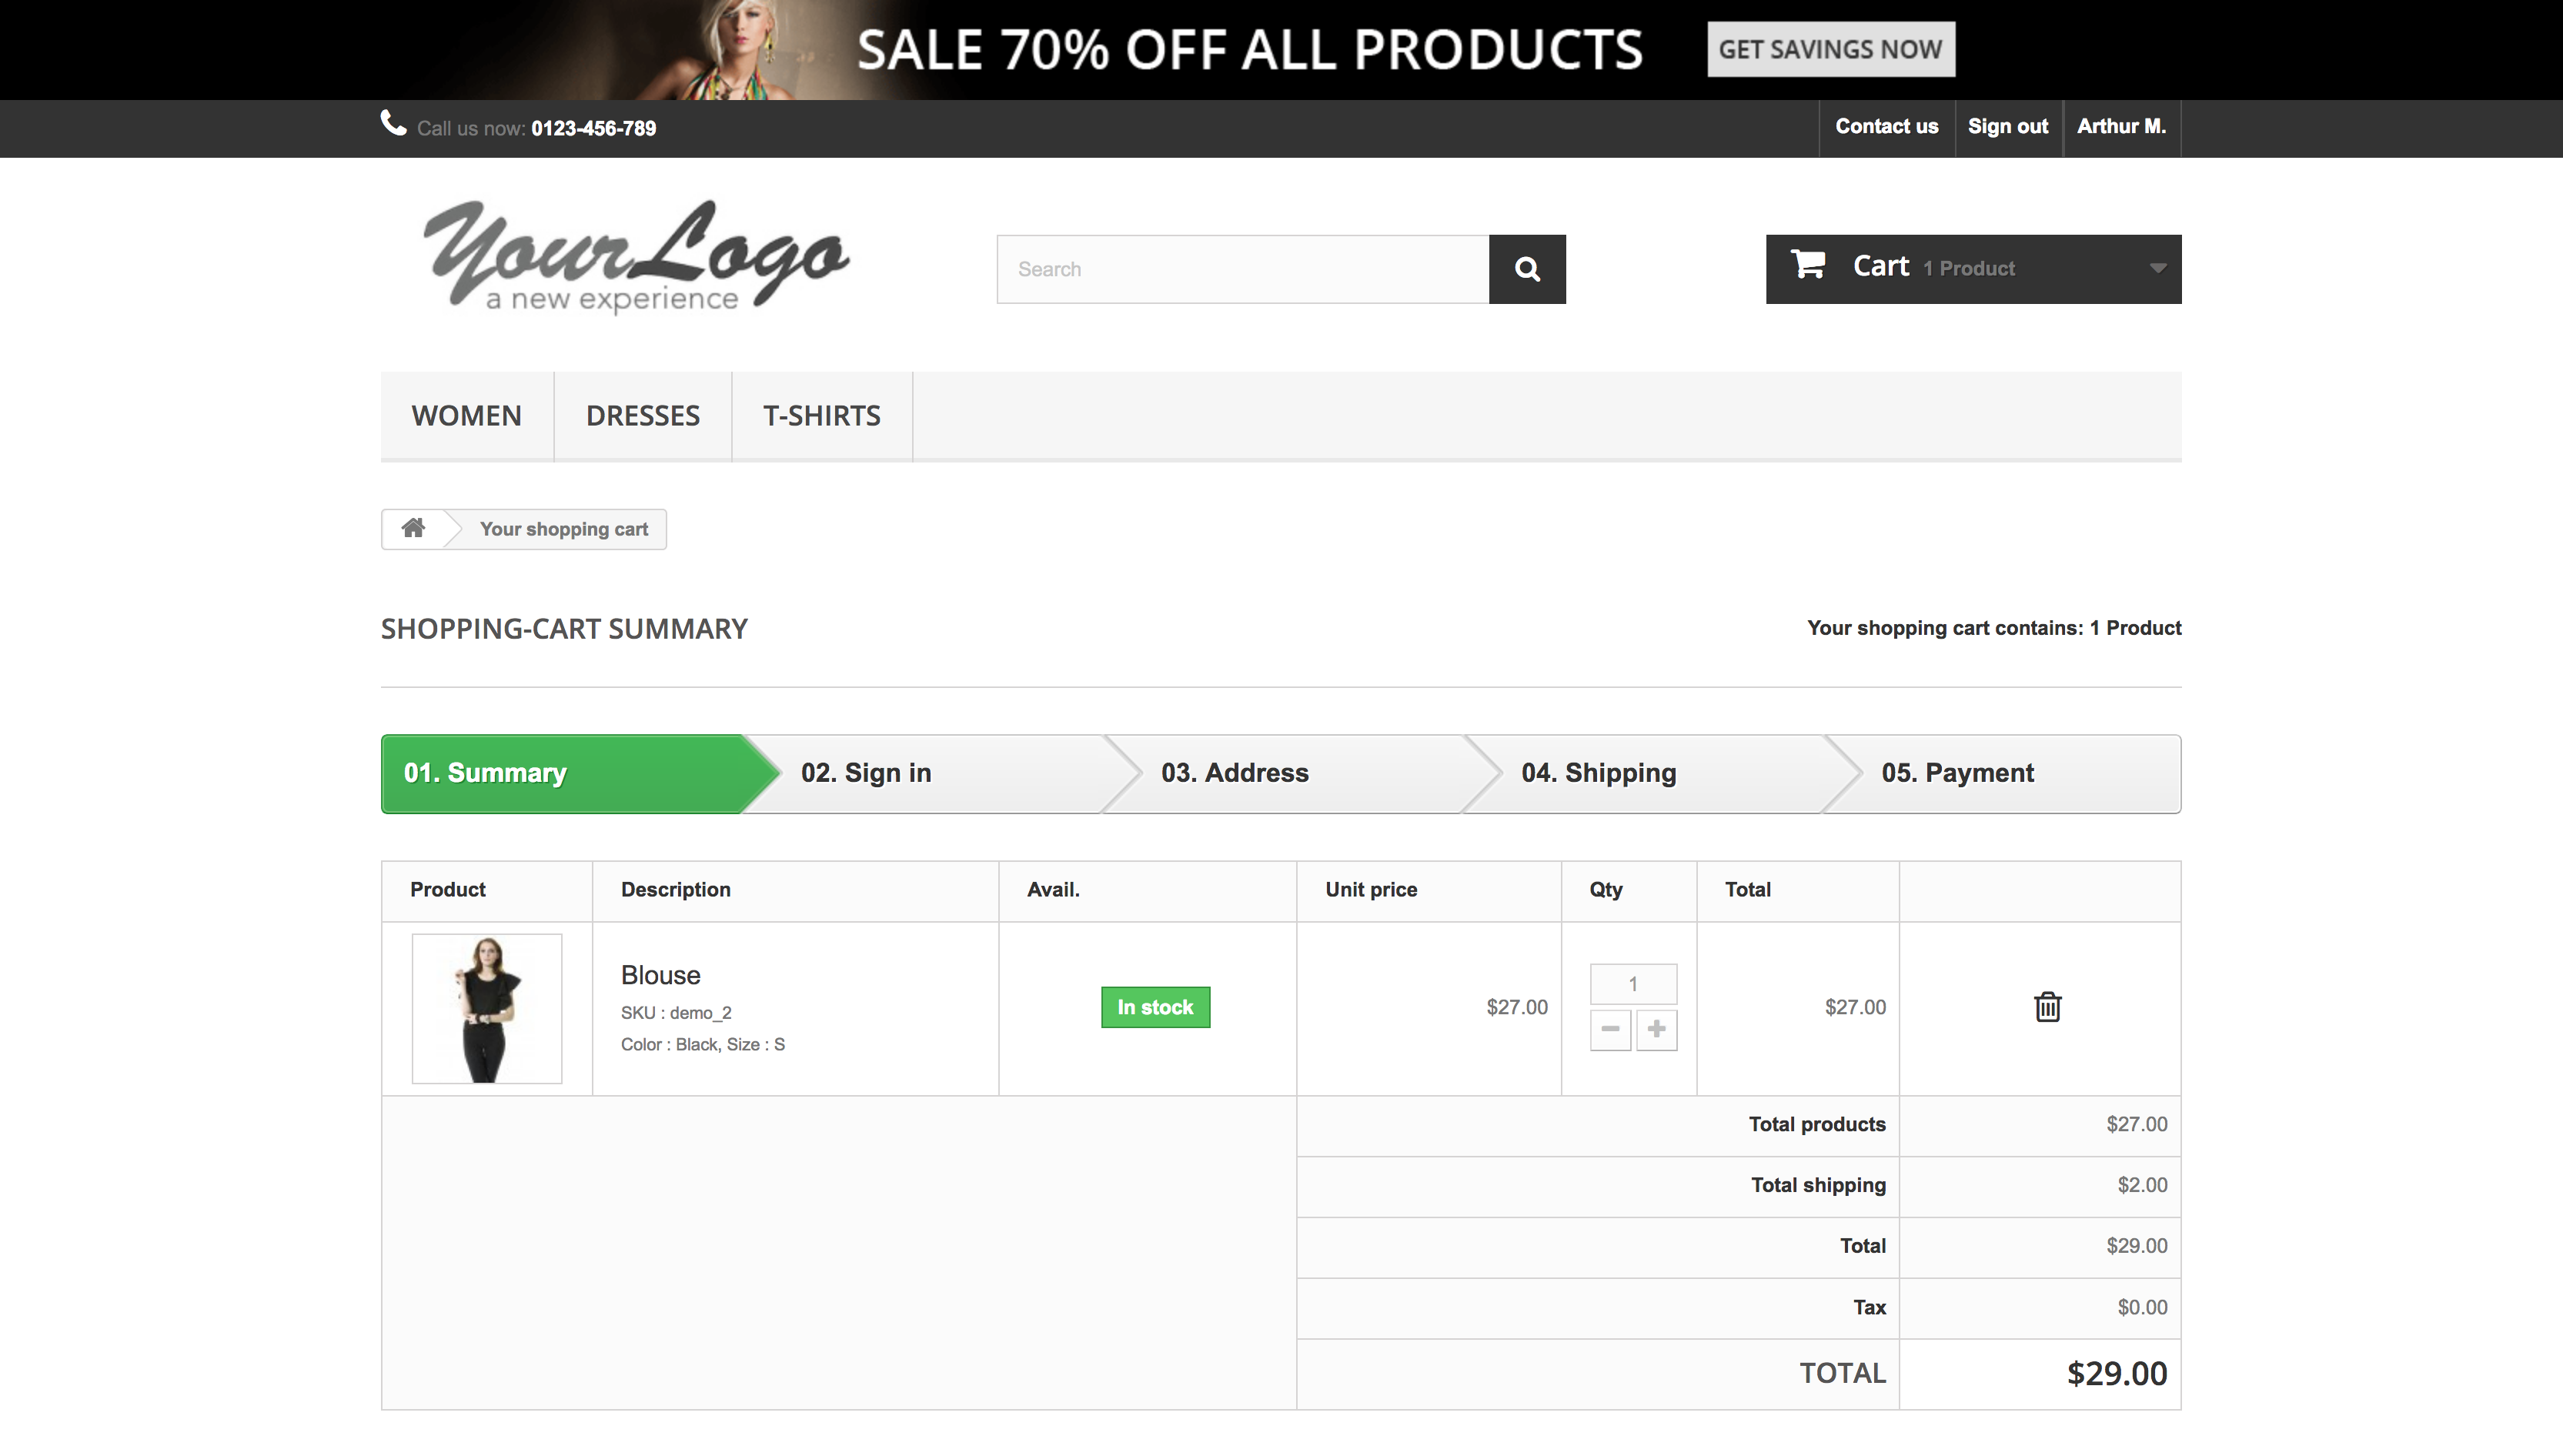 SALE 70% OFF ALL PRODUCTS GET SAVINGS NOW
Call us now: 0123-456-789 Contact us Sign out Arthur M.
Your Logo
a new experience
Search
Cart 1 Product
WOMEN DRESSES T-SHIRTS
Your shopping cart
SHOPPING-CART SUMMARY Your shopping cart contains: 1 Product
01. Summary 02. Sign in 03. Address 04. Shipping 05. Payment
Product Description Avail. Unit price Qty Total
Blouse
SKU : demo_2
Color : Black, Size : S
In stock
$27.00
1
$27.00
Total products $27.00
Total shipping $2.00
Total $29.00
Tax $0.00
TOTAL $29.00